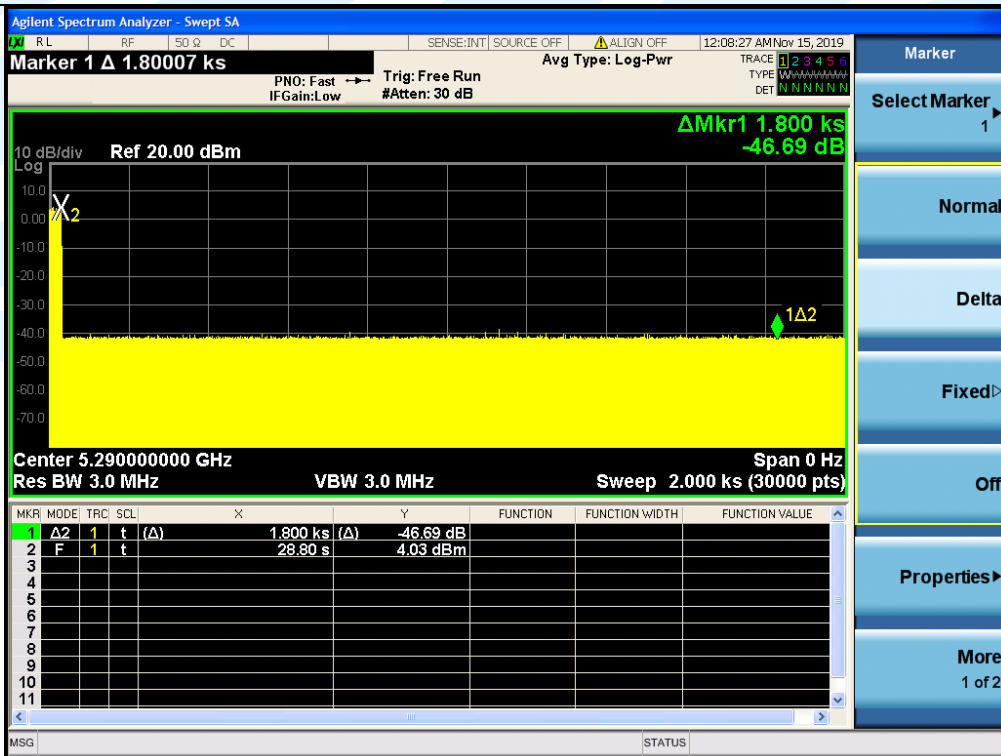 Agilent Spectrum Analyzer - Swept SA
LXI RL RF 50 Ω DC SENSE:INT SOURCE OFF ⚠ALIGN OFF 12:08:27 AM Nov 15, 2019
Marker 1 Δ 1.80007 ks
PNO: Fast
IFGain:Low
Trig: Free Run
#Atten: 30 dB
Avg Type: Log-Pwr
TRACE 1 2 3 4 5 6
TYPE
DET N N N N N N
ΔMkr1 1.800 ks
-46.69 dB
10 dB/div Ref 20.00 dBm
Log
10.0
0.00
-10.0
-20.0
-30.0
-40.0
-50.0
-60.0
-70.0
2
1Δ2
Center 5.290000000 GHz Span 0 Hz
Res BW 3.0 MHz VBW 3.0 MHz Sweep 2.000 ks (30000 pts)
MKR MODE TRC SCL X Y FUNCTION FUNCTION WIDTH FUNCTION VALUE
1 Δ2 1 t (Δ) 1.800 ks (Δ) -46.69 dB
2 F 1 t 28.80 s 4.03 dBm
3
4
5
6
7
8
9
10
11
MSG STATUS
Marker
Select Marker
1
Normal
Delta
Fixed
Off
Properties
More
1 of 2